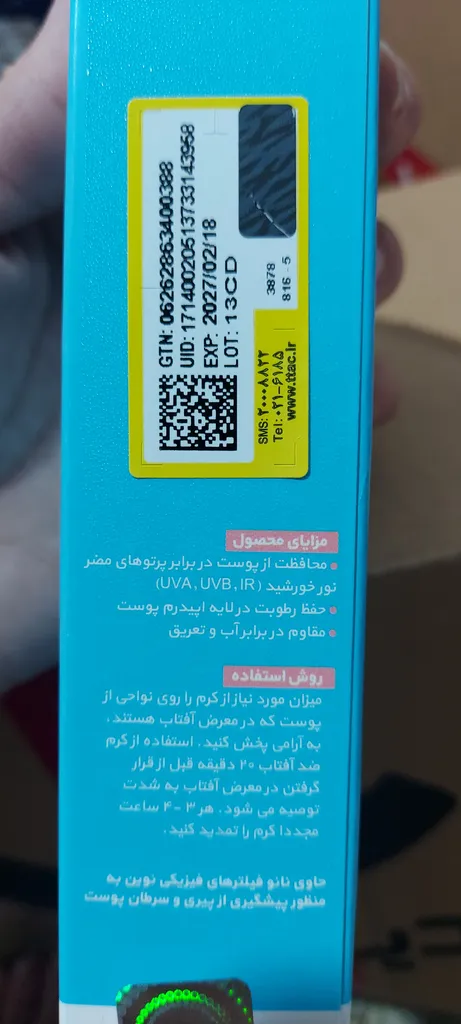 GTN: 06262863400388
UID: 17140020513733143958
EXP: 2027/02/18
LOT: 13CD
3878
816 - 5
SMS: ۲۰۰۰۸۸۲۲
Tel: ۰۲۱-۶۱۸۵
www.ttac.ir
مزایای محصول
• محافظت از پوست در برابر پرتوهای مضر
نور خورشید (UVA, UVB, IR)
• حفظ رطوبت در لایه اپیدرم پوست
• مقاوم در برابر آب و تعریق
روش استفاده
میزان مورد نیاز از کرم را روی نواحی از
پوست که در معرض آفتاب هستند،
به آرامی پخش کنید. استفاده از کرم
ضد آفتاب ۲۰ دقیقه قبل از قرار
گرفتن در معرض آفتاب به شدت
توصیه می شود. هر ۳ - ۴ ساعت
مجددا کرم را تمدید کنید.
حاوی نانو فیلترهای فیزیکی نوین به
منظور پیشگیری از پیری و سرطان پوست